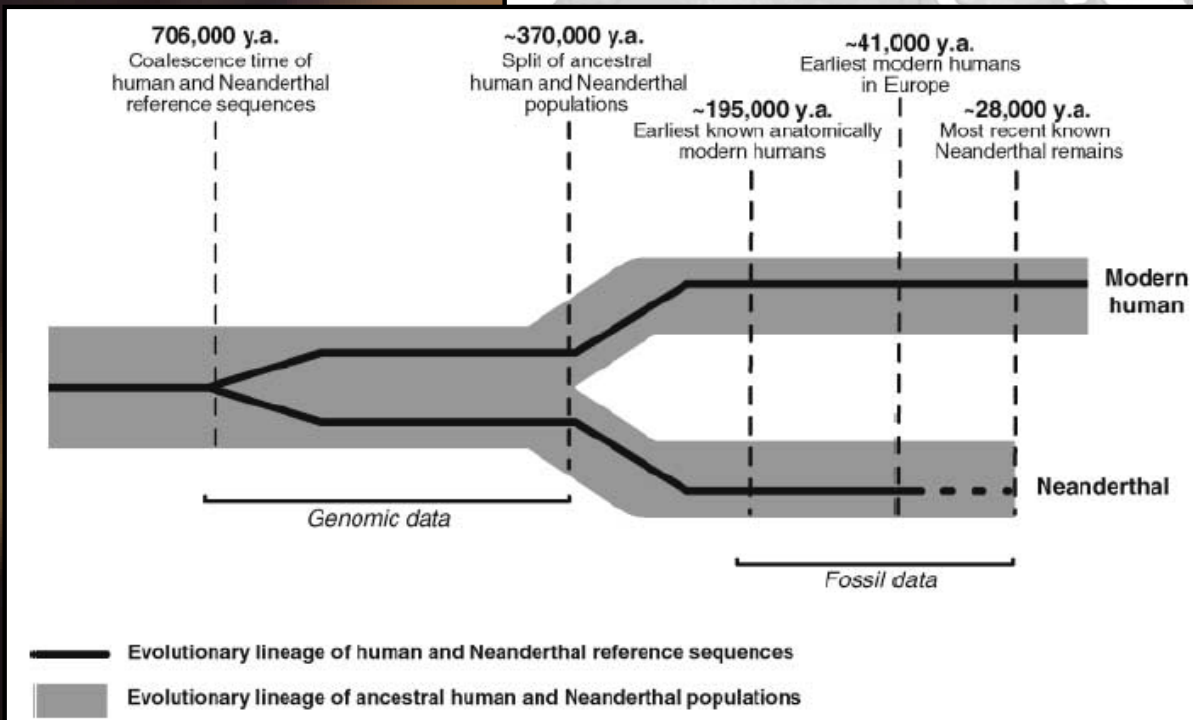 706,000 y.a.
Coalescence time of
human and Neanderthal
reference sequences
~370,000 y.a.
Split of ancestral
human and Neanderthal
populations
~41,000 y.a.
Earliest modern humans
in Europe
~195,000 y.a.
Earliest known anatomically
modern humans
~28,000 y.a.
Most recent known
Neanderthal remains
Modern
human
Neanderthal
Genomic data
Fossil data
Evolutionary lineage of human and Neanderthal reference sequences
Evolutionary lineage of ancestral human and Neanderthal populations